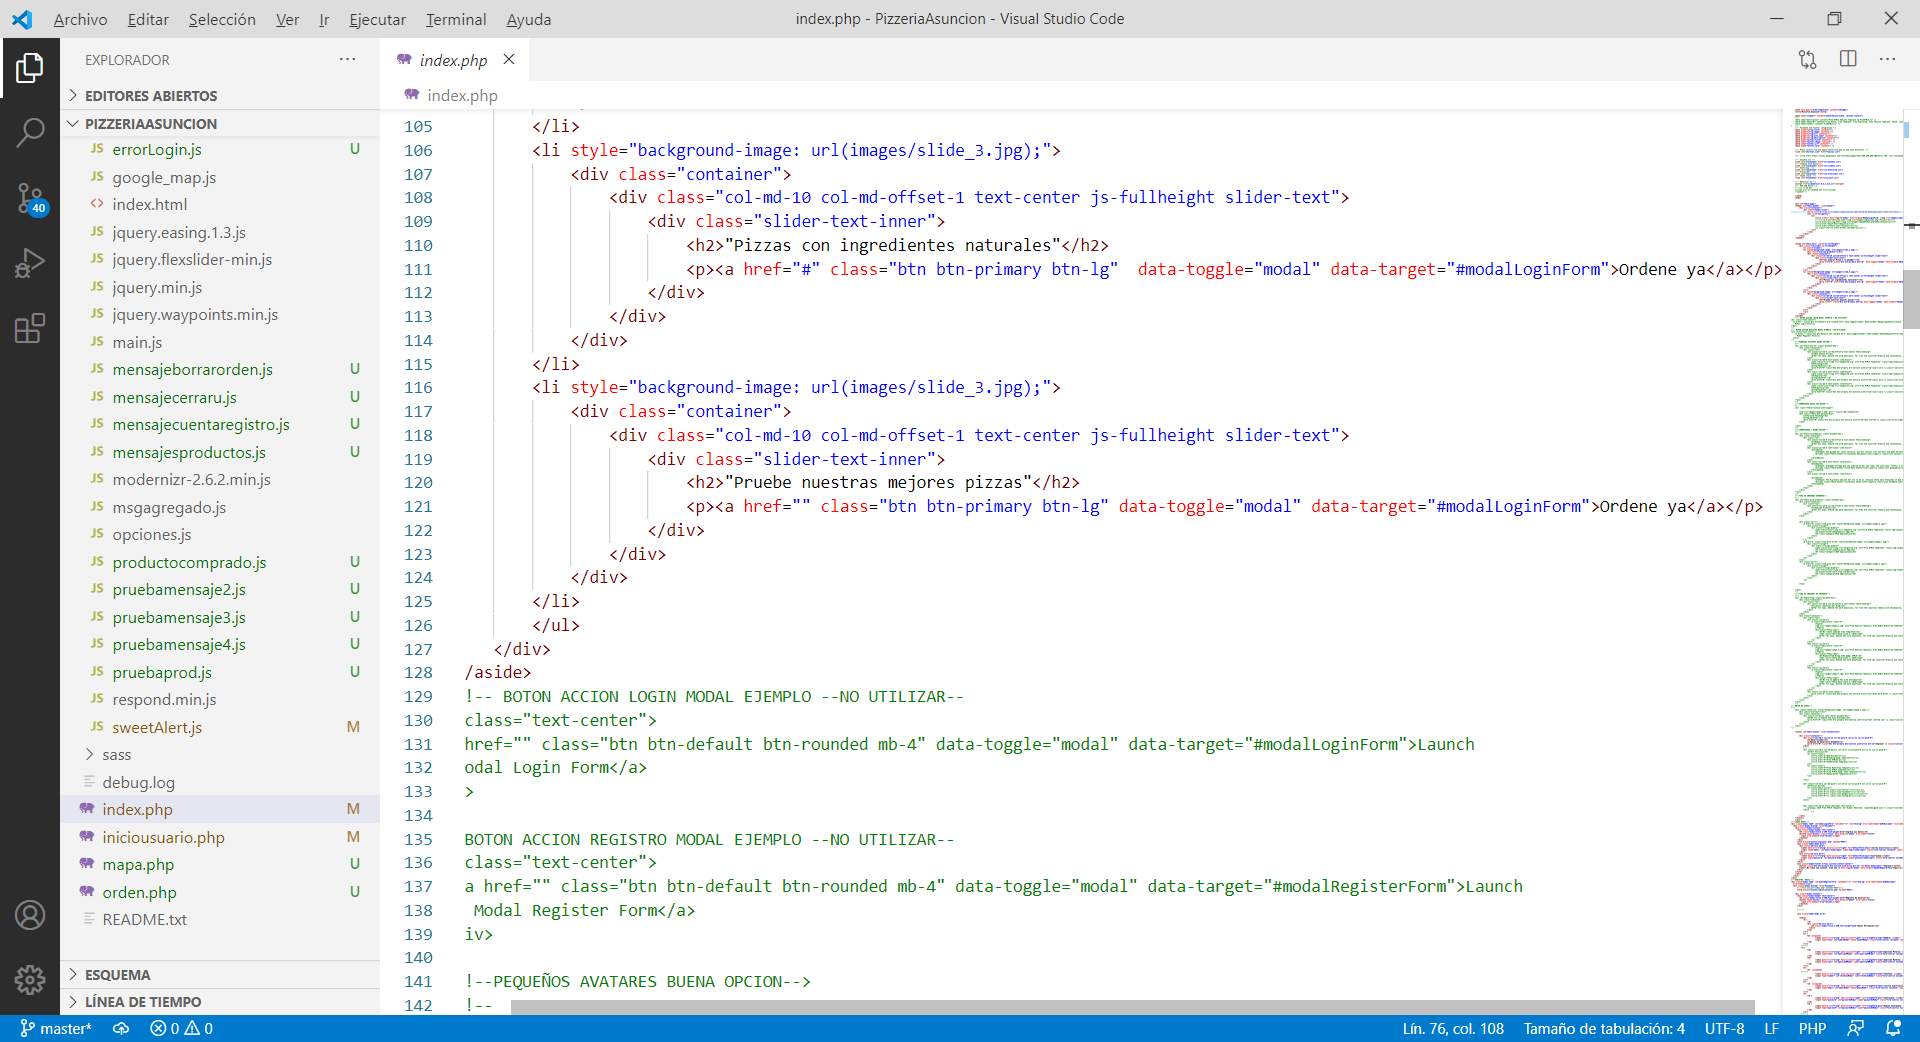 Archivo Editar Selección Ver Ir Ejecutar Terminal Ayuda
index.php - PizzeriaAsuncion - Visual Studio Code
EXPLORADOR
EDITORES ABIERTOS
PIZZERIAASUNCION
JS errorLogin.js U
JS google_map.js
<> index.html
JS jquery.easing.1.3.js
JS jquery.flexslider-min.js
JS jquery.min.js
JS jquery.waypoints.min.js
JS main.js
JS mensajeborrarorden.js U
JS mensajecerraru.js U
JS mensajecuentaregistro.js U
JS mensajesproductos.js U
JS modernizr-2.6.2.min.js
JS msgagregado.js
JS opciones.js
JS productocomprado.js U
JS pruebamensaje2.js U
JS pruebamensaje3.js U
JS pruebamensaje4.js U
JS pruebaprod.js U
JS respond.min.js
JS sweetAlert.js M
sass
debug.log
index.php M
iniciousuario.php M
mapa.php U
orden.php U
README.txt
ESQUEMA
LÍNEA DE TIEMPO
40
index.php
index.php
105 </li>
106 <li style="background-image: url(images/slide_3.jpg);">
107 <div class="container">
108 <div class="col-md-10 col-md-offset-1 text-center js-fullheight slider-text">
109 <div class="slider-text-inner">
110 <h2>"Pizzas con ingredientes naturales"</h2>
111 <p><a href="#" class="btn btn-primary btn-lg"  data-toggle="modal" data-target="#modalLoginForm">Ordene ya</a></p>
112 </div>
113 </div>
114 </div>
115 </li>
116 <li style="background-image: url(images/slide_3.jpg);">
117 <div class="container">
118 <div class="col-md-10 col-md-offset-1 text-center js-fullheight slider-text">
119 <div class="slider-text-inner">
120 <h2>"Pruebe nuestras mejores pizzas"</h2>
121 <p><a href="" class="btn btn-primary btn-lg" data-toggle="modal" data-target="#modalLoginForm">Ordene ya</a></p>
122 </div>
123 </div>
124 </div>
125 </li>
126 </ul>
127 </div>
128 /aside>
129 !-- BOTON ACCION LOGIN MODAL EJEMPLO --NO UTILIZAR--
130 class="text-center">
131 href="" class="btn btn-default btn-rounded mb-4" data-toggle="modal" data-target="#modalLoginForm">Launch
132 odal Login Form</a>
133 >
134
135 BOTON ACCION REGISTRO MODAL EJEMPLO --NO UTILIZAR--
136 class="text-center">
137 a href="" class="btn btn-default btn-rounded mb-4" data-toggle="modal" data-target="#modalRegisterForm">Launch
138 Modal Register Form</a>
139 iv>
140
141 !--PEQUEÑOS AVATARES BUENA OPCION-->
142 !--
master* 0 0
Lín. 76, col. 108 Tamaño de tabulación: 4 UTF-8 LF PHP